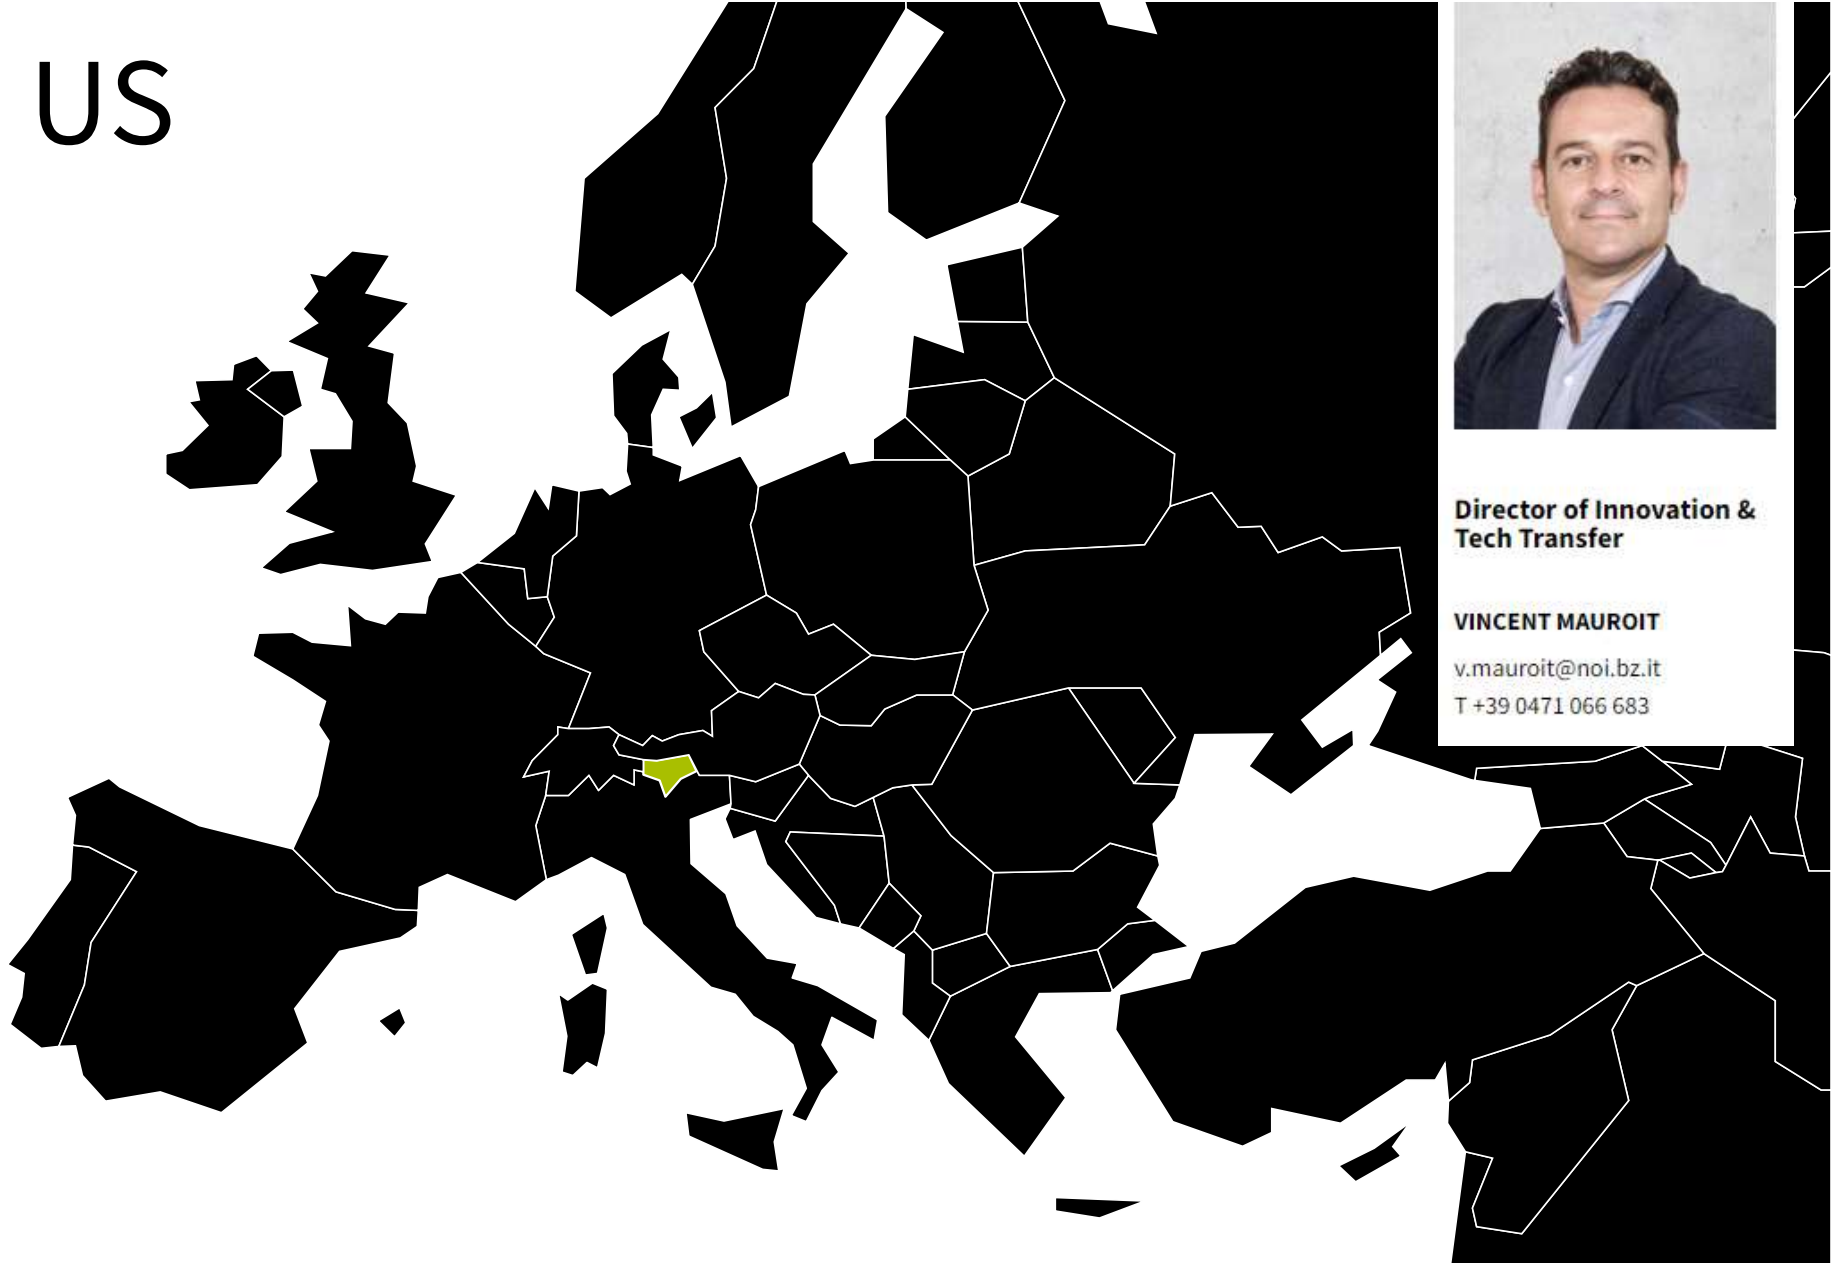 US
Director of Innovation &
Tech Transfer
VINCENT MAUROIT
v.mauroit@noi.bz.it
T +39 0471 066 683